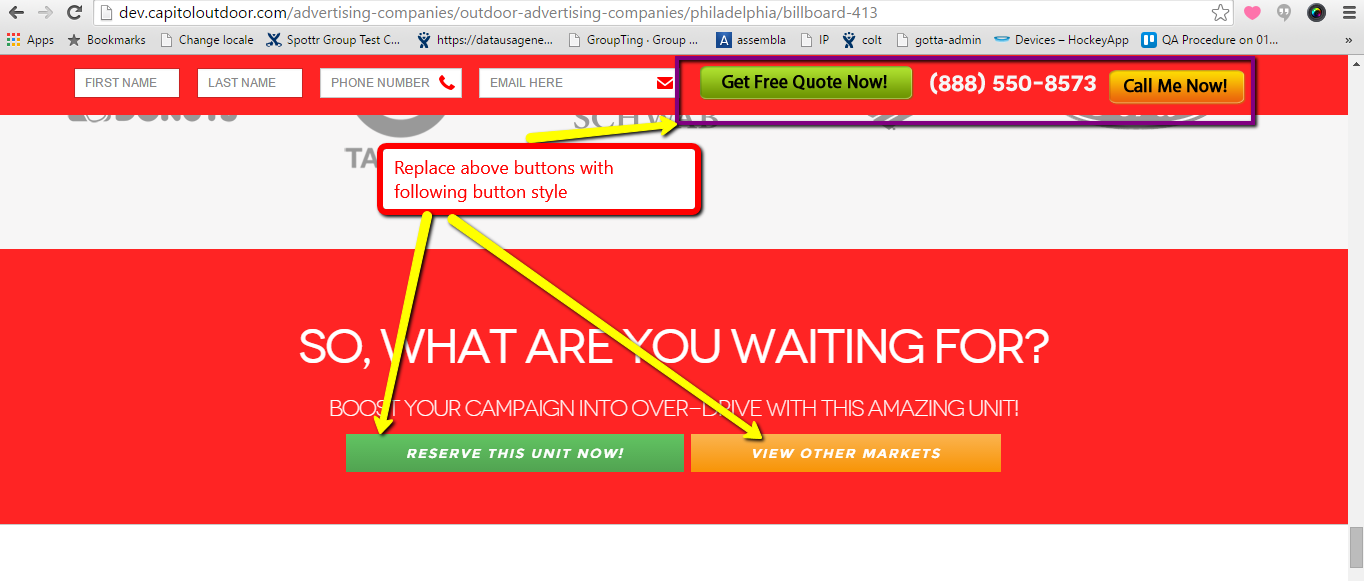 dev.capitoloutdoor.com/advertising-companies/outdoor-advertising-companies/philadelphia/billboard-413
Apps Bookmarks Change locale Spottr Group Test C... https://datausagene... GroupTing · Group ... assembla IP colt gotta-admin Devices – HockeyApp QA Procedure on 01... »
FIRST NAME LAST NAME PHONE NUMBER EMAIL HERE Get Free Quote Now! (888) 550-8573 Call Me Now!
SCHWAB
TA
Replace above buttons with
following button style
SO, WHAT ARE YOU WAITING FOR?
BOOST YOUR CAMPAIGN INTO OVER-DRIVE WITH THIS AMAZING UNIT!
RESERVE THIS UNIT NOW! VIEW OTHER MARKETS